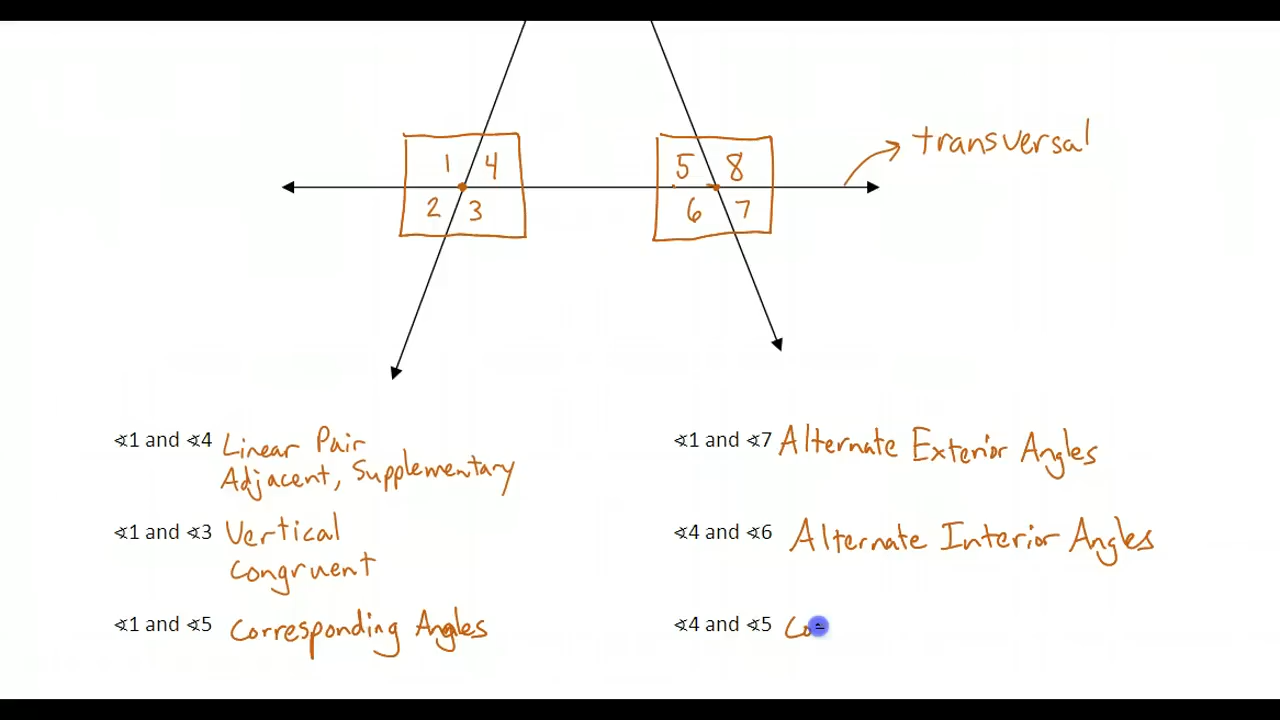 transversal
1 4
5 8
2 3
6 7
∢1 and ∢4 Linear Pair
Adjacent, Supplementary
∢1 and ∢3 Vertical
Congruent
∢1 and ∢5 Corresponding Angles
∢1 and ∢7 Alternate Exterior Angles
∢4 and ∢6 Alternate Interior Angles
∢4 and ∢5 Co